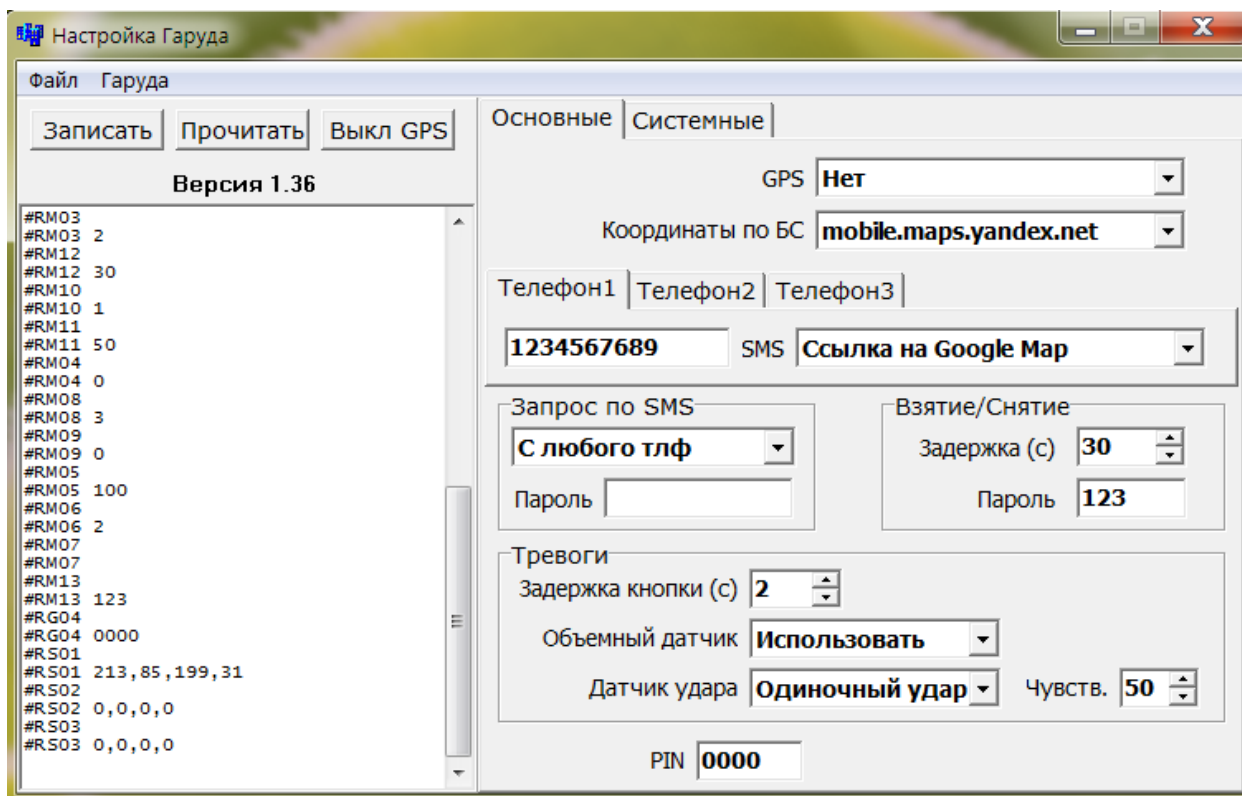 Настройка Гаруда
Файл Гаруда
Записать Прочитать Выкл GPS
Версия 1.36
#RM03
#RM03 2
#RM12
#RM12 30
#RM10
#RM10 1
#RM11
#RM11 50
#RM04
#RM04 0
#RM08
#RM08 3
#RM09
#RM09 0
#RM05
#RM05 100
#RM06
#RM06 2
#RM07
#RM07
#RM13
#RM13 123
#RG04
#RG04 0000
#RS01
#RS01 213,85,199,31
#RS02
#RS02 0,0,0,0
#RS03
#RS03 0,0,0,0
Основные Системные
GPS Нет
Координаты по БС mobile.maps.yandex.net
Телефон1 Телефон2 Телефон3
1234567689 SMS Ссылка на Google Map
Запрос по SMS
С любого тлф
Пароль
Взятие/Снятие
Задержка (с) 30
Пароль 123
Тревоги
Задержка кнопки (с) 2
Объемный датчик Использовать
Датчик удара Одиночный удар Чувств. 50
PIN 0000